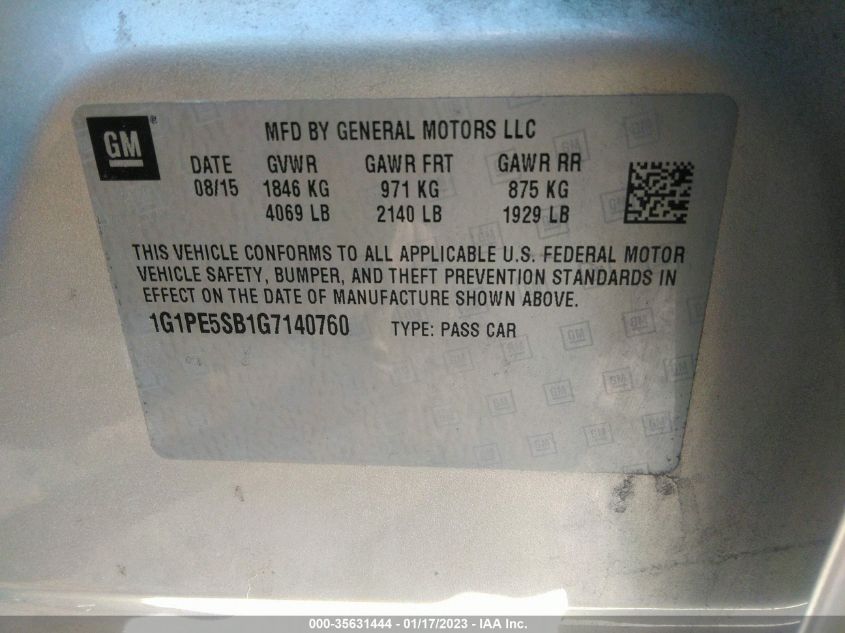 GM®
MFD BY GENERAL MOTORS LLC
DATE GVWR GAWR FRT GAWR RR
08/15 1846 KG 971 KG 875 KG
4069 LB 2140 LB 1929 LB
THIS VEHICLE CONFORMS TO ALL APPLICABLE U.S. FEDERAL MOTOR
VEHICLE SAFETY, BUMPER, AND THEFT PREVENTION STANDARDS IN
EFFECT ON THE DATE OF MANUFACTURE SHOWN ABOVE.
1G1PE5SB1G7140760 TYPE: PASS CAR
000-35631444 - 01/17/2023 - IAA Inc.